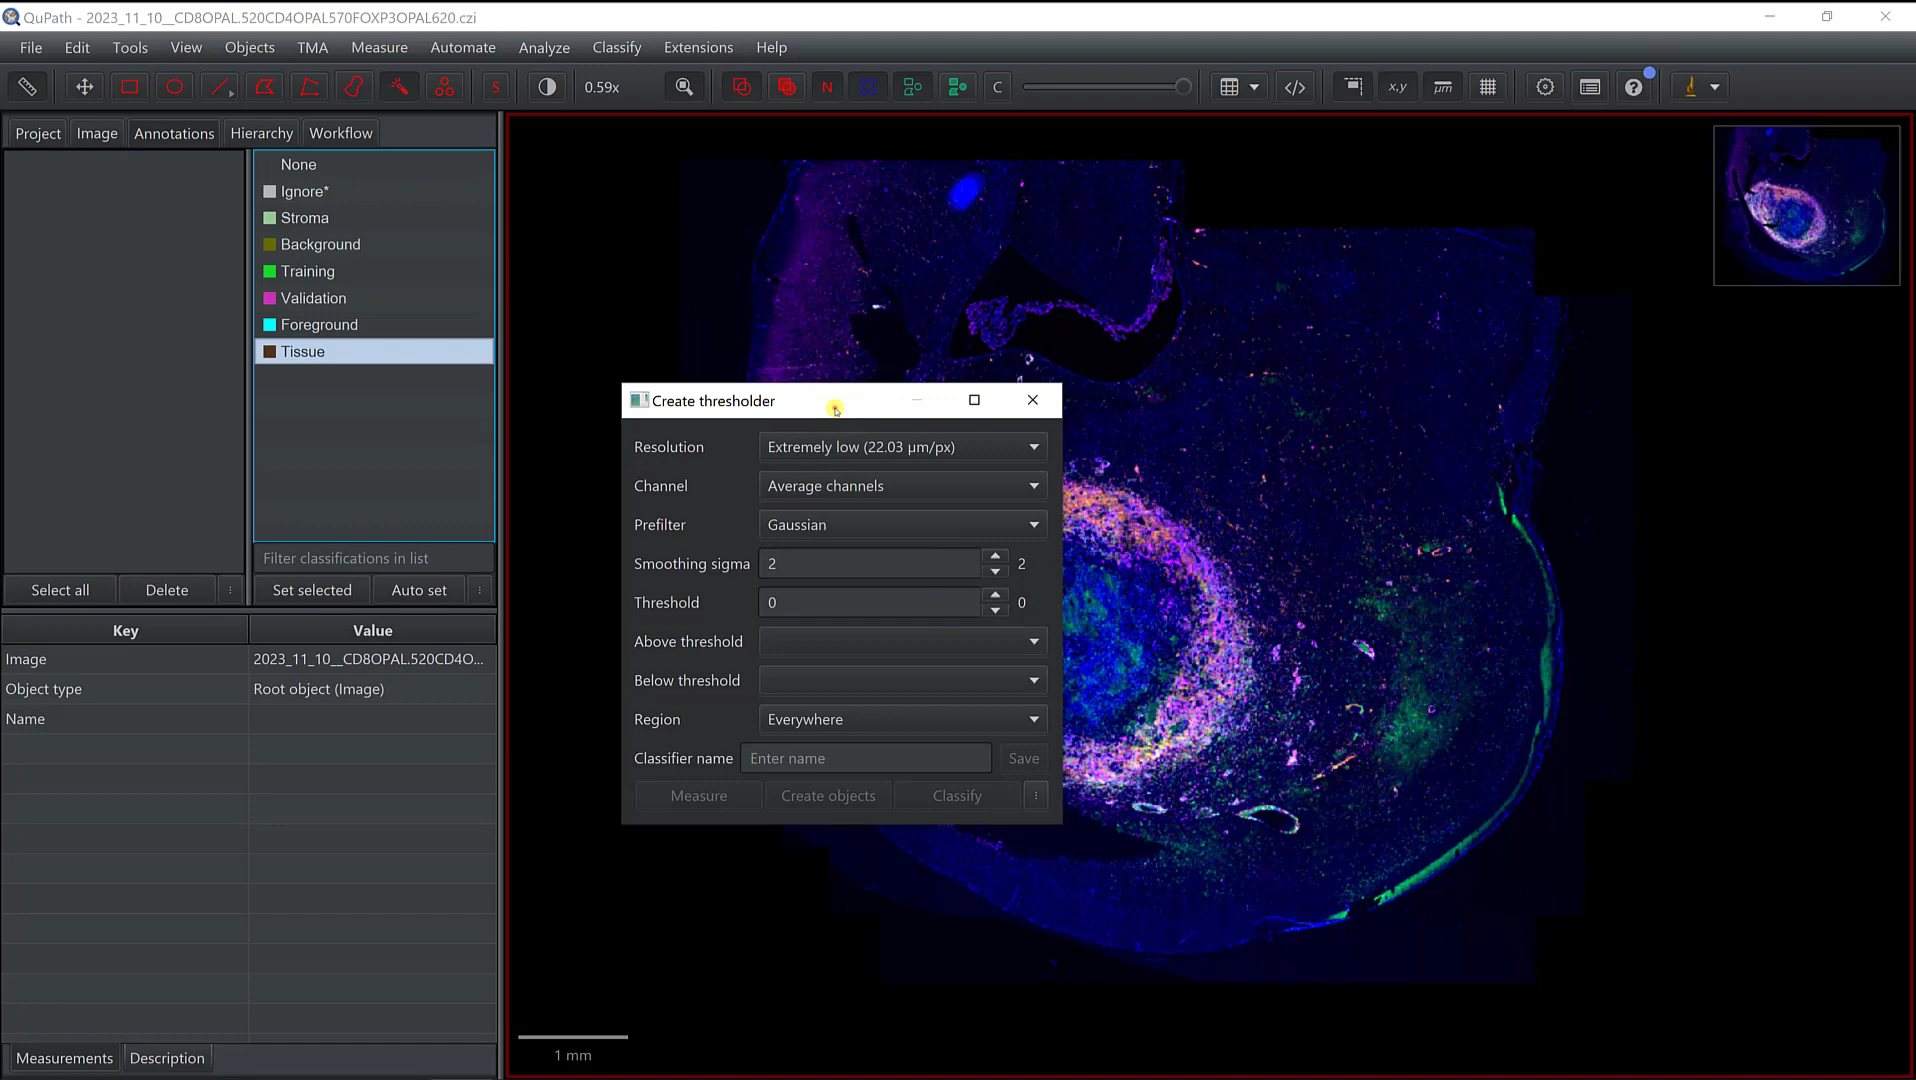 QuPath - 2023_11_10__CD8OPAL.520CD4OPAL570FOXP3OPAL620.czi
File Edit Tools View Objects TMA Measure Automate Analyze Classify Extensions Help
S 0.59x N C x,y µm
Project Image Annotations Hierarchy Workflow
None
Ignore*
Stroma
Background
Training
Validation
Foreground
Tissue
Filter classifications in list
Select all Delete Set selected Auto set
Key Value
Image 2023_11_10__CD8OPAL.520CD4O...
Object type Root object (Image)
Name
Measurements Description
Create thresholder
Resolution Extremely low (22.03 µm/px)
Channel Average channels
Prefilter Gaussian
Smoothing sigma 2 2
Threshold 0 0
Above threshold
Below threshold
Region Everywhere
Classifier name Enter name Save
Measure Create objects Classify
1 mm